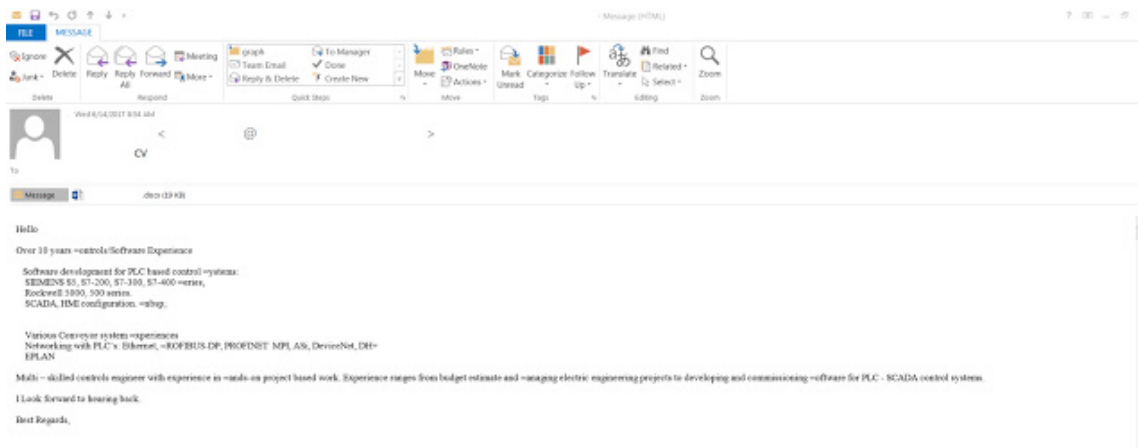 - Message (HTML)
FILE MESSAGE
Ignore
Junk
Delete
Reply
Reply All
Forward
Meeting
More
graph
Team Email
Reply & Delete
To Manager
Done
Create New
Move
Rules
OneNote
Actions
Mark Unread
Categorize
Follow Up
Translate
Find
Related
Select
Zoom
Delete Respond Quick Steps Move Tags Editing Zoom
Wed 6/14/2017 8:54 AM
< @ >
CV
To
Message .docx (19 KB)
Hello
Over 10 years =ontrols/Software Experience
Software development for PLC based control =ystems:
SIEMENS S5, S7-200, S7-300, S7-400 =eries,
Rockwell 5000, 500 series.
SCADA, HMI configuration. =nbsp;
Various Conveyor system =xperiences
Networking with PLC's: Ethernet, =ROFIBUS-DP, PROFINET MPI, ASi, DeviceNet, DH+
EPLAN
Multi – skilled controls engineer with experience in =ands-on project based work. Experience ranges from budget estimate and =anaging electric engineering projects to developing and commissioning =oftware for PLC - SCADA control systems.
I Look forward to hearing back.
Best Regards,